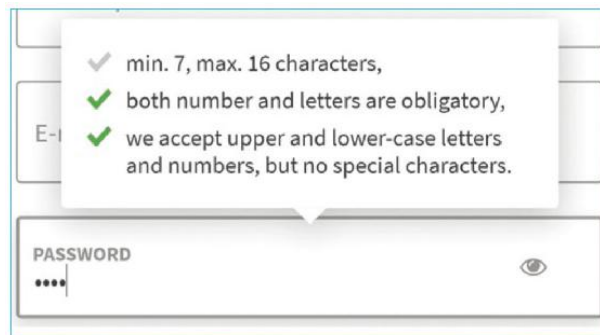 min. 7, max. 16 characters,
both number and letters are obligatory,
we accept upper and lower-case letters
and numbers, but no special characters.
PASSWORD